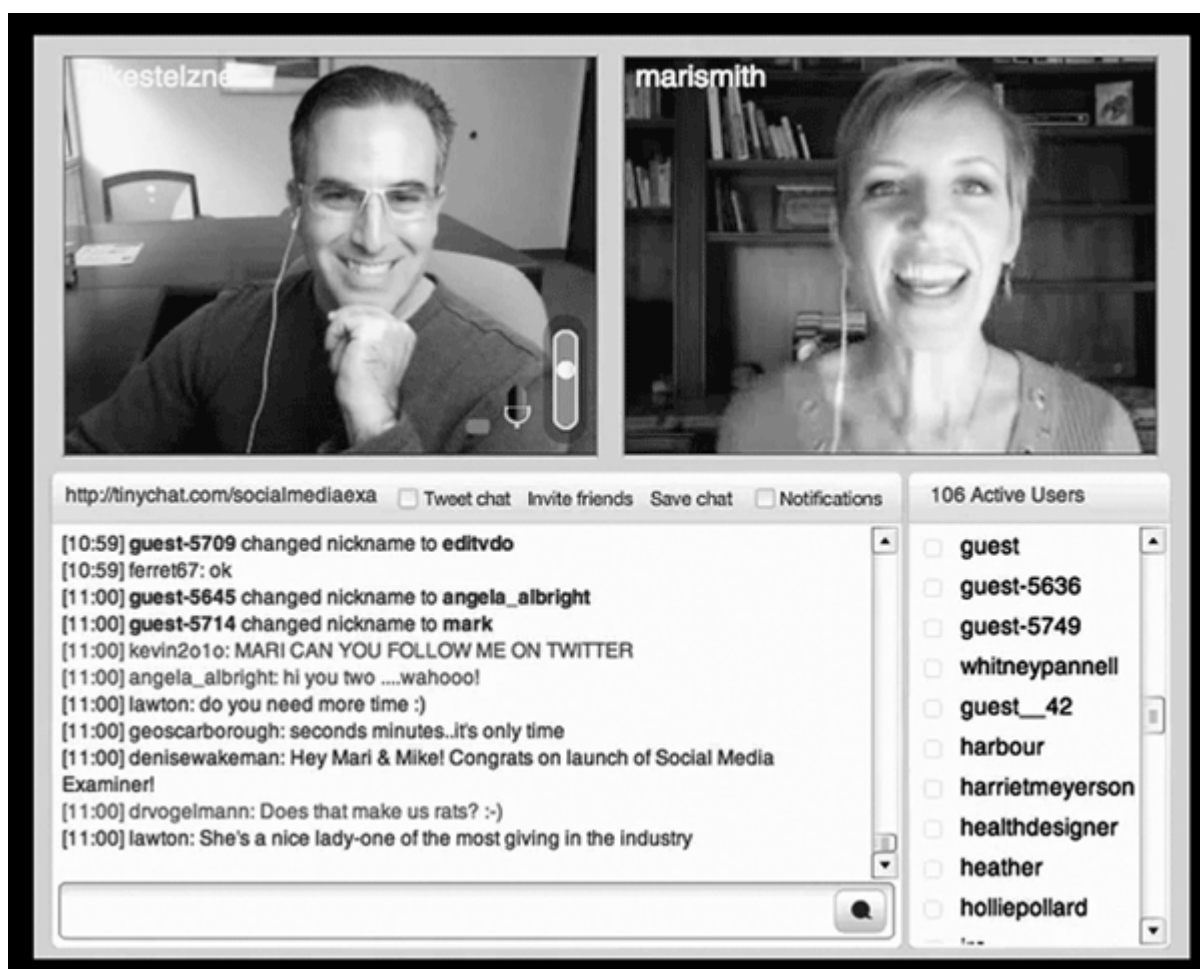 mikestelzne
marismith
http://tinychat.com/socialmediaexa Tweet chat Invite friends Save chat Notifications
[10:59] guest-5709 changed nickname to editvdo
[10:59] ferret67: ok
[11:00] guest-5645 changed nickname to angela_albright
[11:00] guest-5714 changed nickname to mark
[11:00] kevin2o1o: MARI CAN YOU FOLLOW ME ON TWITTER
[11:00] angela_albright: hi you two ....wahooo!
[11:00] lawton: do you need more time :)
[11:00] geoscarborough: seconds minutes..it's only time
[11:00] denisewakeman: Hey Mari & Mike! Congrats on launch of Social Media
Examiner!
[11:00] drvogelmann: Does that make us rats? :-)
[11:00] lawton: She's a nice lady-one of the most giving in the industry
106 Active Users
guest
guest-5636
guest-5749
whitneypannell
guest__42
harbour
harrietmeyerson
healthdesigner
heather
holliepollard